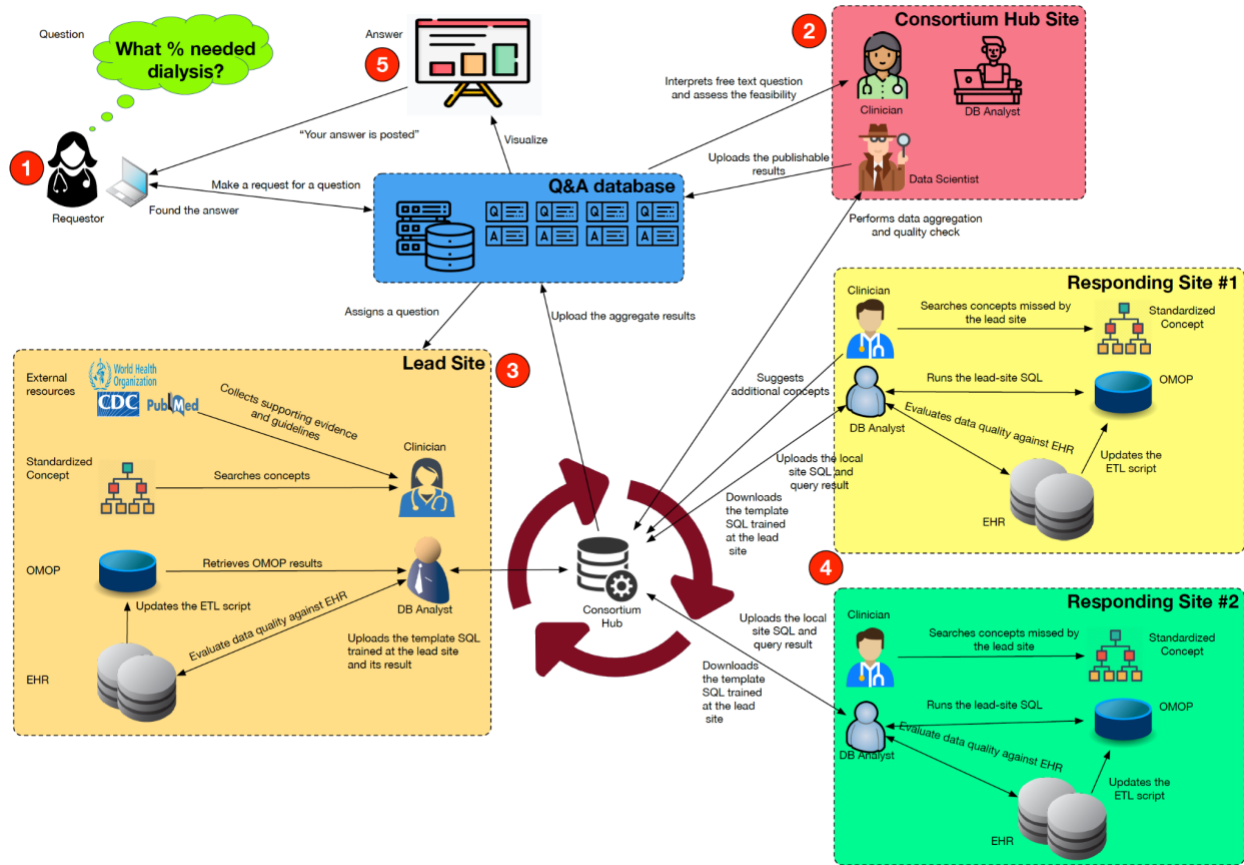 Question
What % needed
dialysis?
1
Requestor
Answer
5
"Your answer is posted"
Visualize
Make a request for a question
Found the answer
2
Consortium Hub Site
Interprets free text question
and assess the feasibility
Clinician
DB Analyst
Uploads the publishable
results
Data Scientist
Performs data aggregation
and quality check
Q&A database
Q
Q
Q
Q
A
A
A
A
Assigns a question
Upload the aggregate results
Lead Site
3
External
resources
World Health
Organization
CDC
PubMed
Collects supporting evidence
and guidelines
Clinician
Standardized
Concept
Searches concepts
OMOP
Retrieves OMOP results
DB Analyst
Updates the ETL script
Evaluate data quality against EHR
Uploads the template SQL
trained at the lead site
and its result
EHR
Consortium
Hub
Suggests
additional concepts
Uploads the local
site SQL and
query result
Downloads
the template
SQL trained
at the lead
site
Responding Site #1
Clinician
Searches concepts missed by
the lead site
Standardized
Concept
Runs the lead-site SQL
OMOP
DB Analyst
Evaluates data quality against EHR
Updates the
ETL script
EHR
4
Uploads the local
site SQL and
query result
Downloads
the template
SQL trained
at the lead
site
Responding Site #2
Clinician
Searches concepts missed by
the lead site
Standardized
Concept
Runs the lead-site SQL
OMOP
DB Analyst
Evaluate data quality against EHR
Updates the
ETL script
EHR